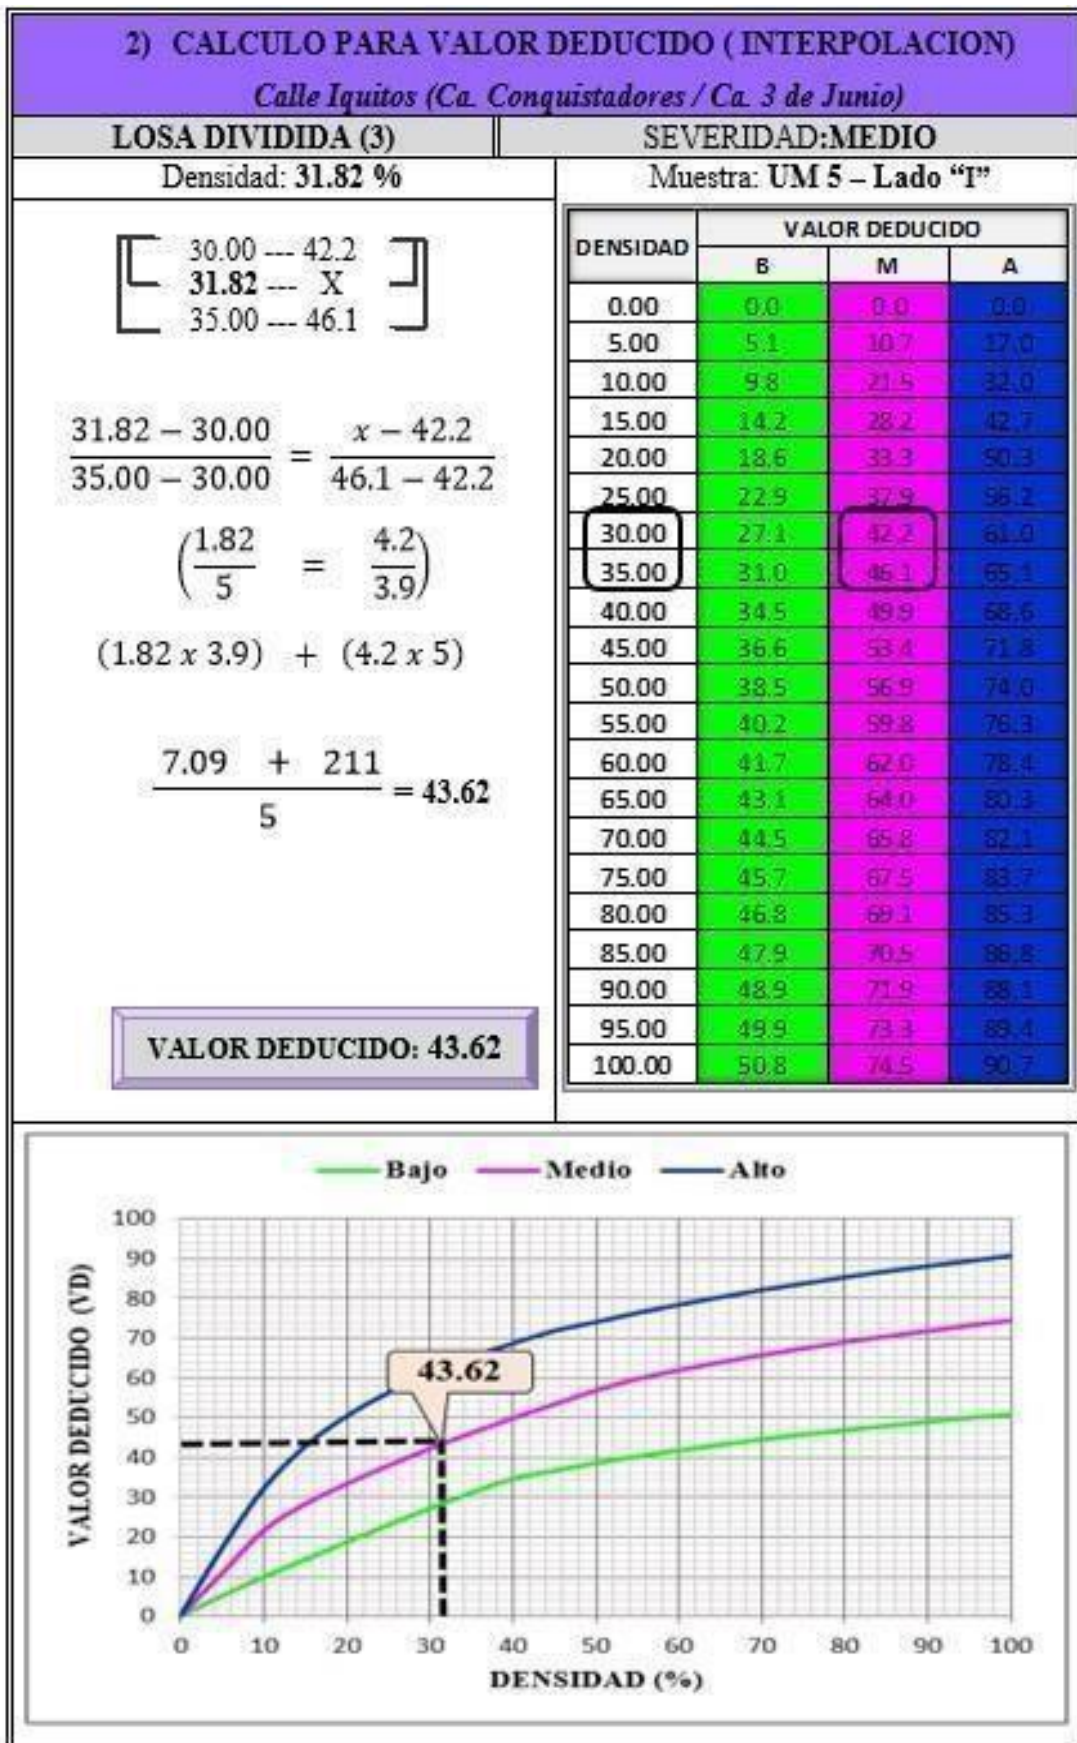 2) CALCULO PARA VALOR DEDUCIDO ( INTERPOLACION)
Calle Iquitos (Ca. Conquistadores / Ca. 3 de Junio)
LOSA DIVIDIDA (3) SEVERIDAD:MEDIO
Densidad: 31.82 % Muestra: UM 5 – Lado “I”
30.00 --- 42.2
31.82 --- X
35.00 --- 46.1
31.82 − 30.00 = x − 42.2
35.00 − 30.00 46.1 − 42.2
(1.82 = 4.2)
5 3.9
(1.82 x 3.9) + (4.2 x 5)
7.09 + 211 = 43.62
5
VALOR DEDUCIDO: 43.62
DENSIDAD VALOR DEDUCIDO
B M A
0.00 0.0 0.0 0.0
5.00 5.1 10.7 17.0
10.00 9.8 21.5 32.0
15.00 14.2 28.2 42.7
20.00 18.6 33.3 50.3
25.00 22.9 37.9 56.2
30.00 27.1 42.2 61.0
35.00 31.0 46.1 65.1
40.00 34.5 49.9 68.6
45.00 36.6 53.4 71.8
50.00 38.5 56.9 74.0
55.00 40.2 59.8 76.3
60.00 41.7 62.0 78.4
65.00 43.1 64.0 80.3
70.00 44.5 65.8 82.1
75.00 45.7 67.5 83.7
80.00 46.8 69.1 85.3
85.00 47.9 70.5 86.8
90.00 48.9 71.9 88.1
95.00 49.9 73.3 89.4
100.00 50.8 74.5 90.7
Bajo Medio Alto
VALOR DEDUCIDO (VD)
100
90
80
70
60
50
40
30
20
10
0
43.62
0 10 20 30 40 50 60 70 80 90 100
DENSIDAD (%)